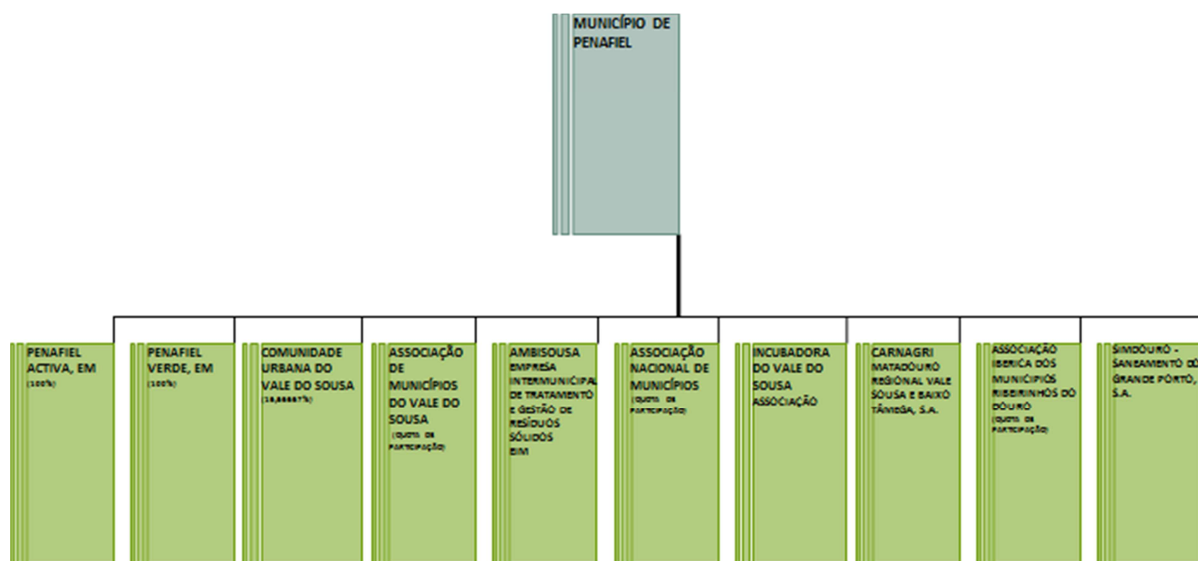 MUNICÍPIO DE
PENAFIEL
PENAFIEL
ACTIVA, EM
(100%)
PENAFIEL
VERDE, EM
(100%)
COMUNIDADE
URBANA DO
VALE DO SOUSA
(16,66667%)
ASSOCIAÇÃO
DE
MUNICÍPIOS
DO VALE DO
SOUSA
(QUOTA DE
PARTICIPAÇÃO)
AMBISOUSA
EMPRESA
INTERMUNICIPAL
DE TRATAMENTO
E GESTÃO DE
RESÍDUOS
SÓLIDOS
EIM
ASSOCIAÇÃO
NACIONAL DE
MUNICÍPIOS
(QUOTA DE
PARTICIPAÇÃO)
INCUBADORA
DO VALE DO
SOUSA
ASSOCIAÇÃO
CARNAGRI
MATADOURO
REGIONAL VALE
SOUSA E BAIXO
TÂMEGA, S.A.
ASSOCIAÇÃO
IBERICA DOS
MUNICIPIOS
RIBEIRINHOS DO
DOURO
(QUOTA DE
PARTICIPAÇÃO)
SIMDOURO -
SANEAMENTO DO
GRANDE PORTO,
S.A.